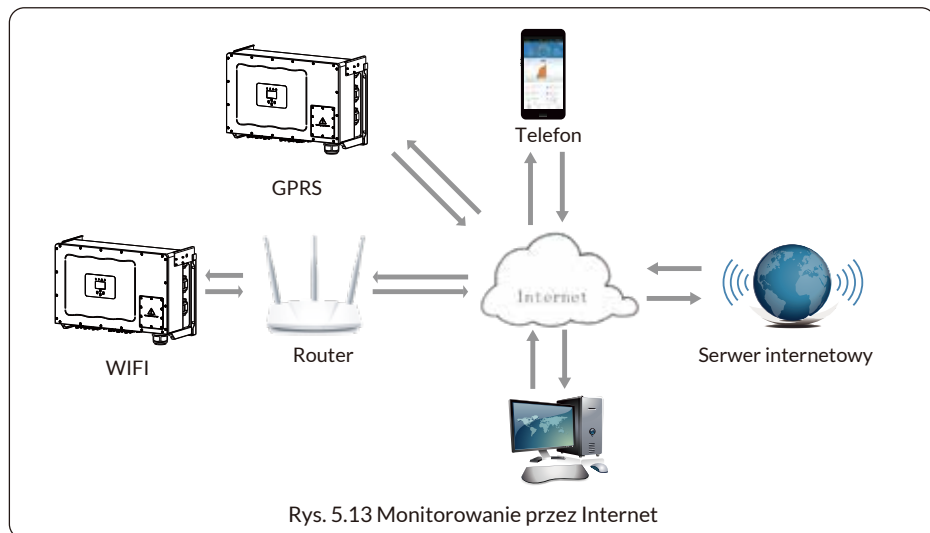 Telefon
GPRS
Internet
WIFI
Router
Serwer internetowy
Rys. 5.13 Monitorowanie przez Internet